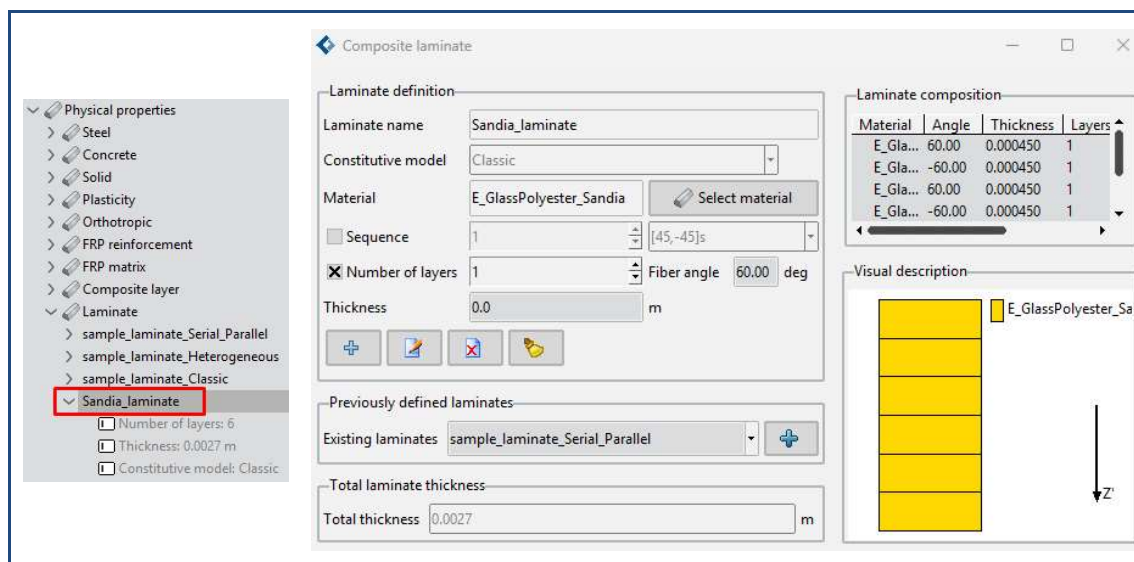 Physical properties
Steel
Concrete
Solid
Plasticity
Orthotropic
FRP reinforcement
FRP matrix
Composite layer
Laminate
sample_laminate_Serial_Parallel
sample_laminate_Heterogeneous
sample_laminate_Classic
Sandia_laminate
Number of layers: 6
Thickness: 0.0027 m
Constitutive model: Classic
Composite laminate
Laminate definition
Laminate name Sandia_laminate
Constitutive model Classic
Material E_GlassPolyester_Sandia Select material
Sequence 1 [45,-45]s
Number of layers 1 Fiber angle 60.00 deg
Thickness 0.0 m
Previously defined laminates
Existing laminates sample_laminate_Serial_Parallel
Total laminate thickness
Total thickness 0.0027 m
Laminate composition
Material Angle Thickness Layers
E_Gla... 60.00 0.000450 1
E_Gla... -60.00 0.000450 1
E_Gla... 60.00 0.000450 1
E_Gla... -60.00 0.000450 1
Visual description
E_GlassPolyester_Sa
Z'